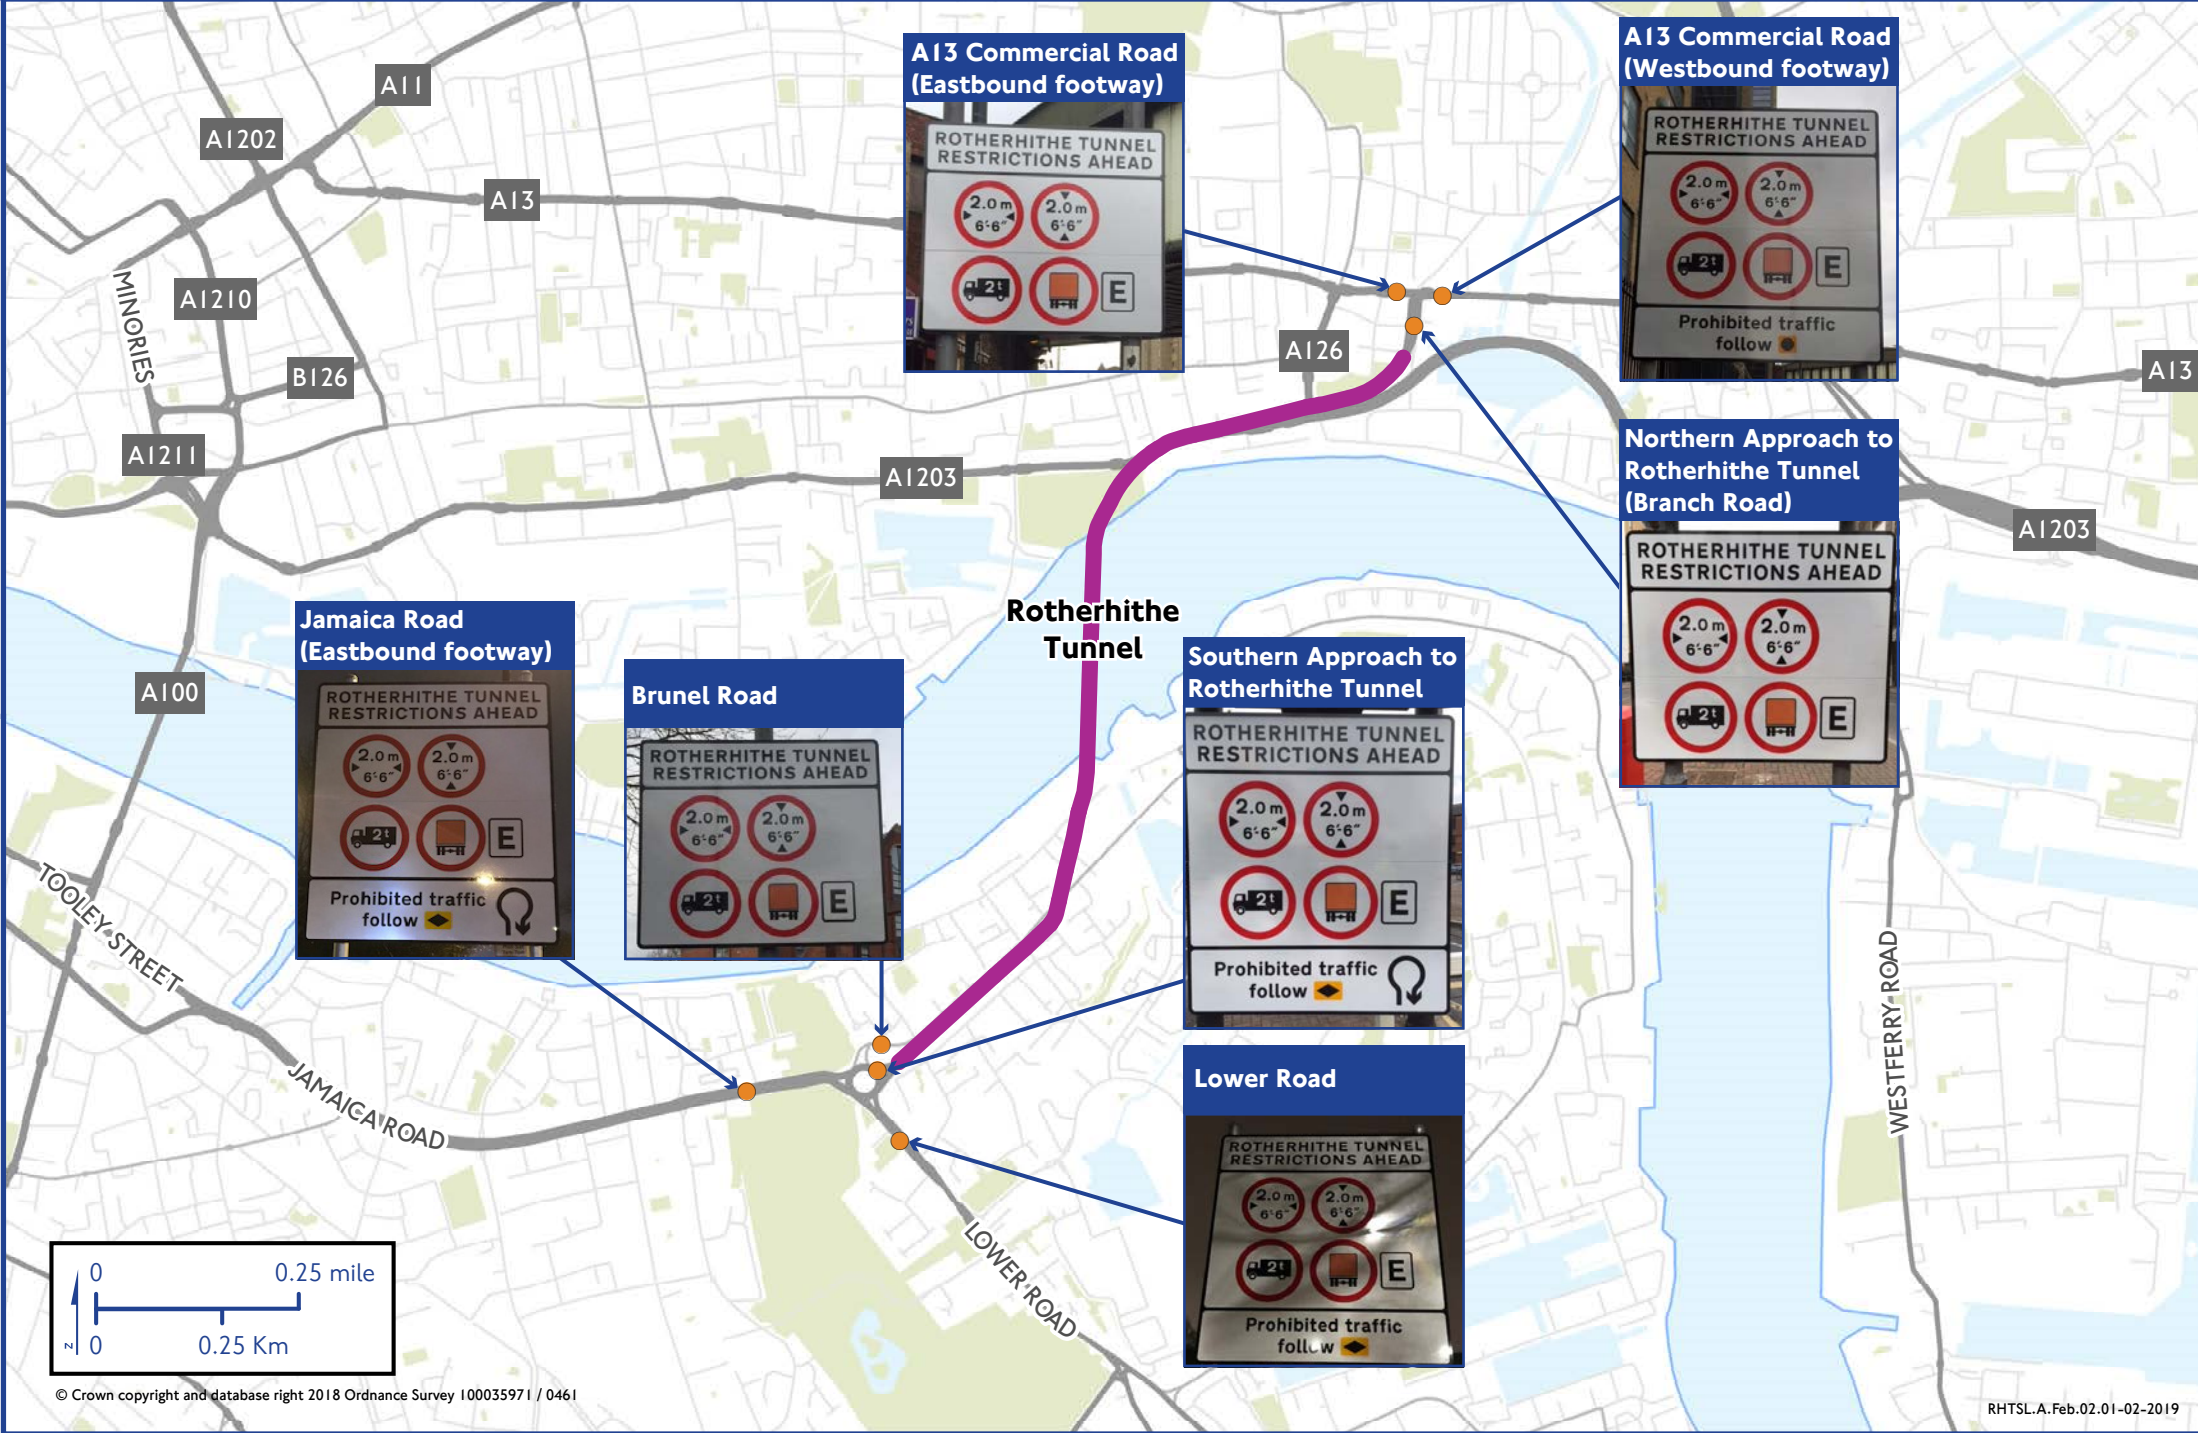 A13 Commercial Road
(Eastbound footway)
ROTHERHITHE TUNNEL
RESTRICTIONS AHEAD
2.0 m
6'-6"
2.0 m
6'-6"
2t
E
A13 Commercial Road
(Westbound footway)
ROTHERHITHE TUNNEL
RESTRICTIONS AHEAD
2.0 m
6'-6"
2.0 m
6'-6"
2t
E
Prohibited traffic
follow
A11
A1202
A13
MINORIES
A1210
B126
A1211
A126
A1203
A13
Northern Approach to
Rotherhithe Tunnel
(Branch Road)
ROTHERHITHE TUNNEL
RESTRICTIONS AHEAD
2.0 m
6'-6"
2.0 m
6'-6"
2t
E
A1203
Rotherhithe
Tunnel
A100
Jamaica Road
(Eastbound footway)
ROTHERHITHE TUNNEL
RESTRICTIONS AHEAD
2.0 m
6'-6"
2.0 m
6'-6"
2t
E
Prohibited traffic
follow
Brunel Road
ROTHERHITHE TUNNEL
RESTRICTIONS AHEAD
2.0 m
6'-6"
2.0 m
6'-6"
2t
E
Southern Approach to
Rotherhithe Tunnel
ROTHERHITHE TUNNEL
RESTRICTIONS AHEAD
2.0 m
6'-6"
2.0 m
6'-6"
2t
E
Prohibited traffic
follow
TOOLEY STREET
JAMAICA ROAD
WESTFERRY ROAD
Lower Road
ROTHERHITHE TUNNEL
RESTRICTIONS AHEAD
2.0 m
6'-6"
2.0 m
6'-6"
2t
E
Prohibited traffic
follow
LOWER ROAD
0
0.25 mile
N
0
0.25 Km
© Crown copyright and database right 2018 Ordnance Survey 100035971 / 0461
RHTSL.A.Feb.02.01-02-2019